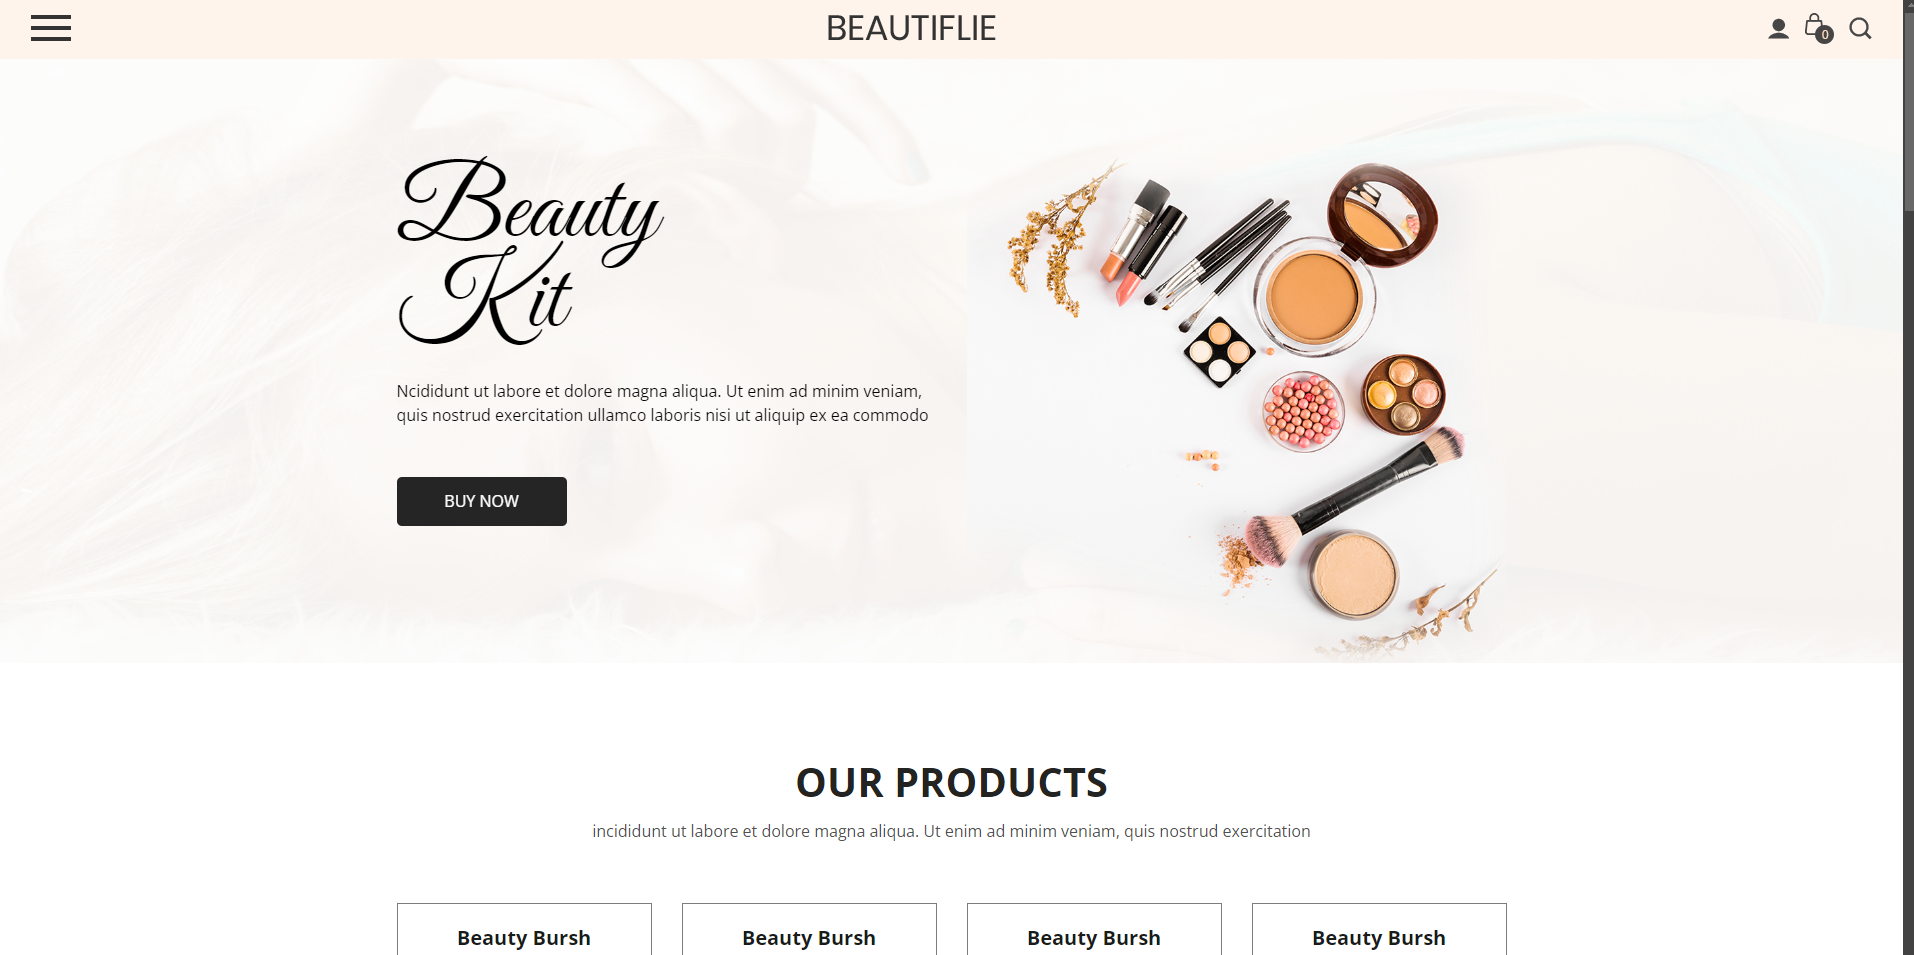 BEAUTIFLIE
0
Beauty
Kit
Ncididunt ut labore et dolore magna aliqua. Ut enim ad minim veniam,
quis nostrud exercitation ullamco laboris nisi ut aliquip ex ea commodo
BUY NOW
OUR PRODUCTS
incididunt ut labore et dolore magna aliqua. Ut enim ad minim veniam, quis nostrud exercitation
Beauty Bursh Beauty Bursh Beauty Bursh Beauty Bursh